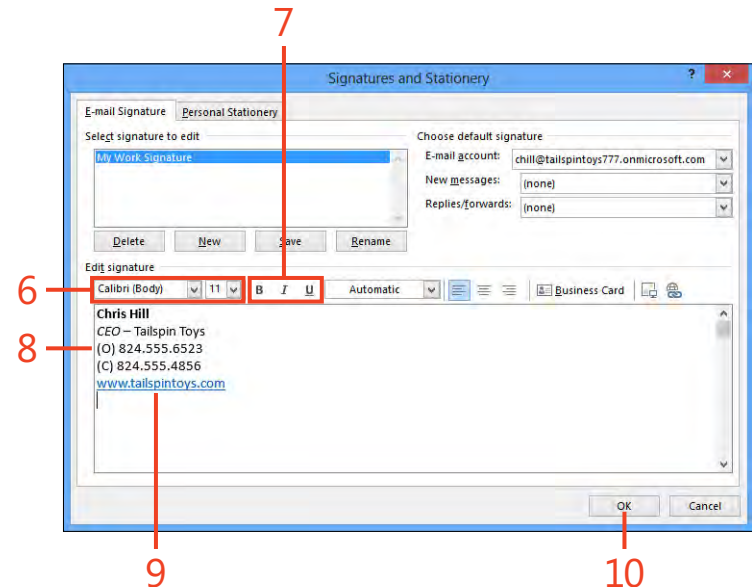 7
Signatures and Stationery
? ×
E-mail Signature Personal Stationery
Select signature to edit
Choose default signature
My Work Signature
E-mail account: chill@tailspintoys777.onmicrosoft.com
New messages: (none)
Replies/forwards: (none)
Delete New Save Rename
Edit signature
6
Calibri (Body) 11 B I U Automatic Business Card
Chris Hill
CEO – Tailspin Toys
8
(O) 824.555.6523
(C) 824.555.4856
www.tailspintoys.com
OK Cancel
9
10